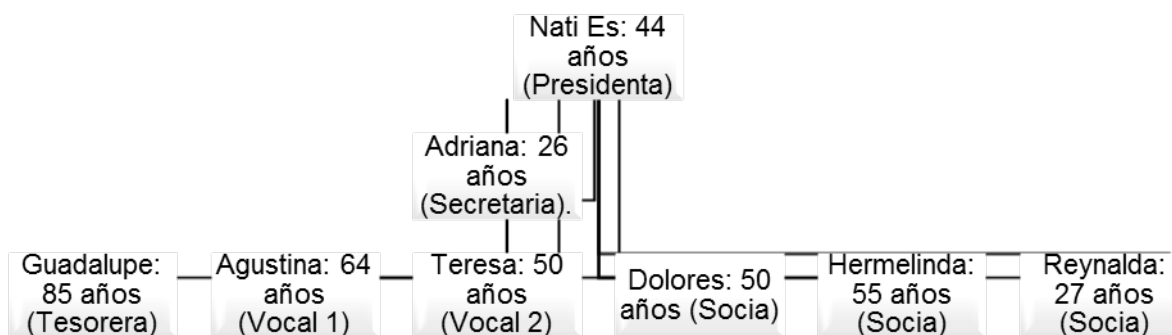 Nati Es: 44
años
(Presidenta)
Adriana: 26
años
(Secretaria).
Guadalupe:
85 años
(Tesorera)
Agustina: 64
años
(Vocal 1)
Teresa: 50
años
(Vocal 2)
Dolores: 50
años (Socia)
Hermelinda:
55 años
(Socia)
Reynalda:
27 años
(Socia)